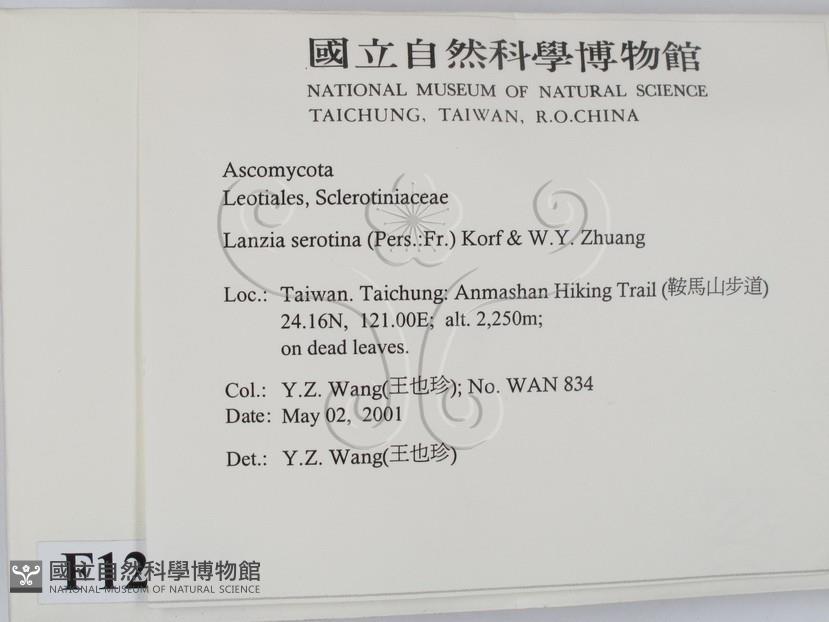 國立自然科學博物館
NATIONAL MUSEUM OF NATURAL SCIENCE
TAICHUNG, TAIWAN, R.O.CHINA
Ascomycota
Leotiales, Sclerotiniaceae
Lanzia serotina (Pers.:Fr.) Korf & W.Y. Zhuang
Loc.: Taiwan. Taichung: Anmashan Hiking Trail (鞍馬山步道)
24.16N, 121.00E; alt. 2,250m;
on dead leaves.
Col.: Y.Z. Wang(王也珍); No. WAN 834
Date: May 02, 2001
Det.: Y.Z. Wang(王也珍)
F12
國立自然科學博物館
NATIONAL MUSEUM OF NATURAL SCIENCE